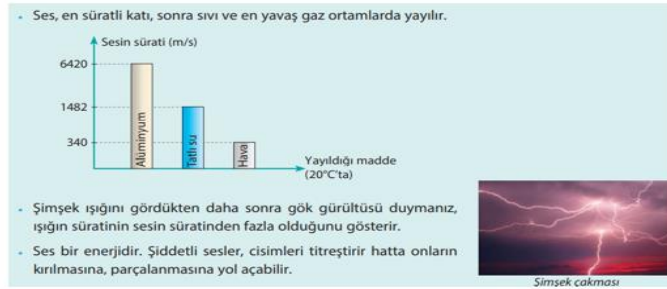 • Ses, en süratli katı, sonra sıvı ve en yavaş gaz ortamlarda yayılır.
Sesin sürati (m/s)
6420
1482
340
Alüminyum
Tatlı su
Hava
Yayıldığı madde
(20°C'ta)
• Şimşek ışığını gördükten daha sonra gök gürültüsü duymanız,
ışığın süratinin sesin süratinden fazla olduğunu gösterir.
• Ses bir enerjidir. Şiddetli sesler, cisimleri titreştirir hatta onların
kırılmasına, parçalanmasına yol açabilir.
Şimşek çakması